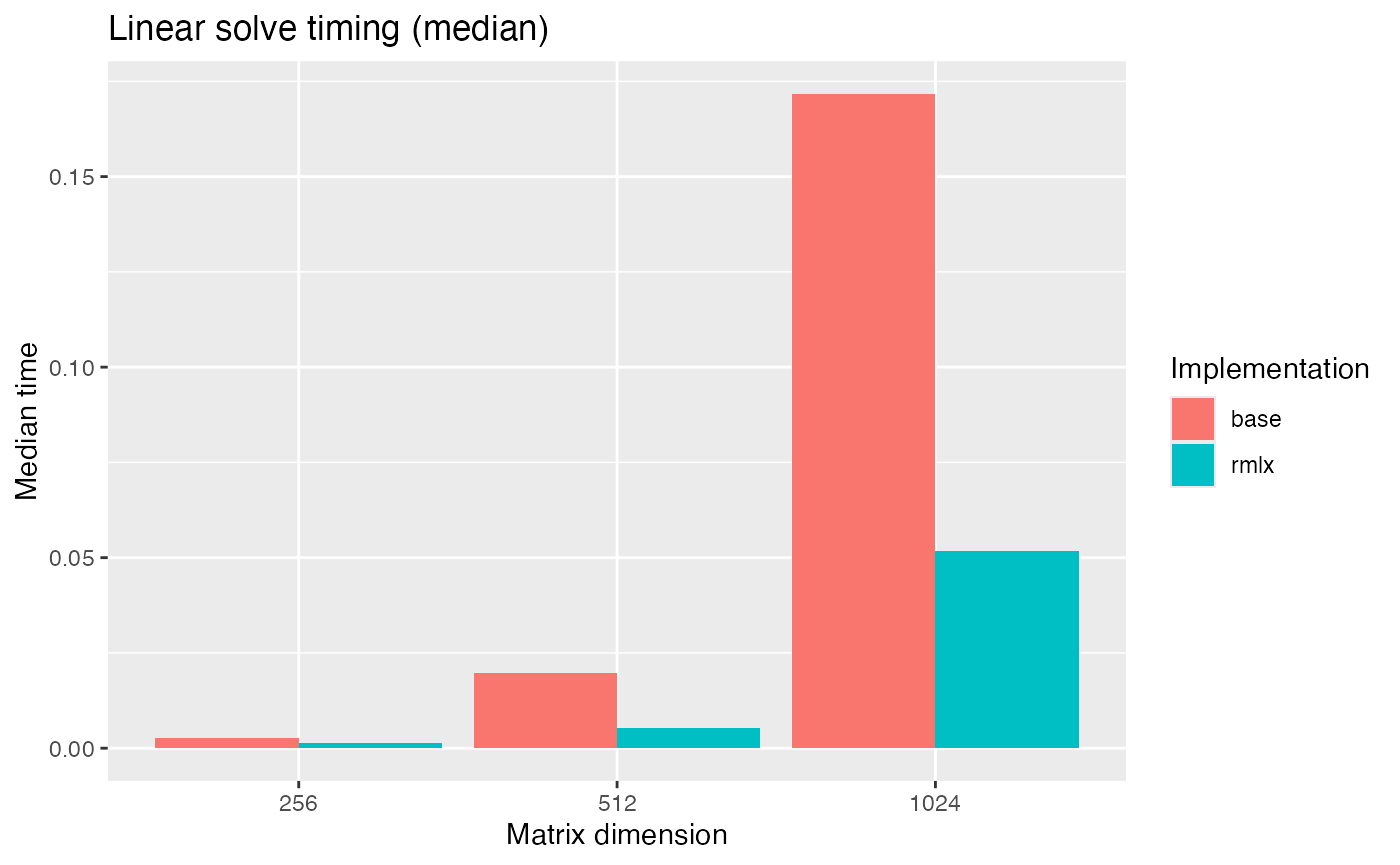 Linear solve timing (median)
Median time
0.15
0.10
0.05
0.00
256 512 1024
Matrix dimension
Implementation
base
rmlx